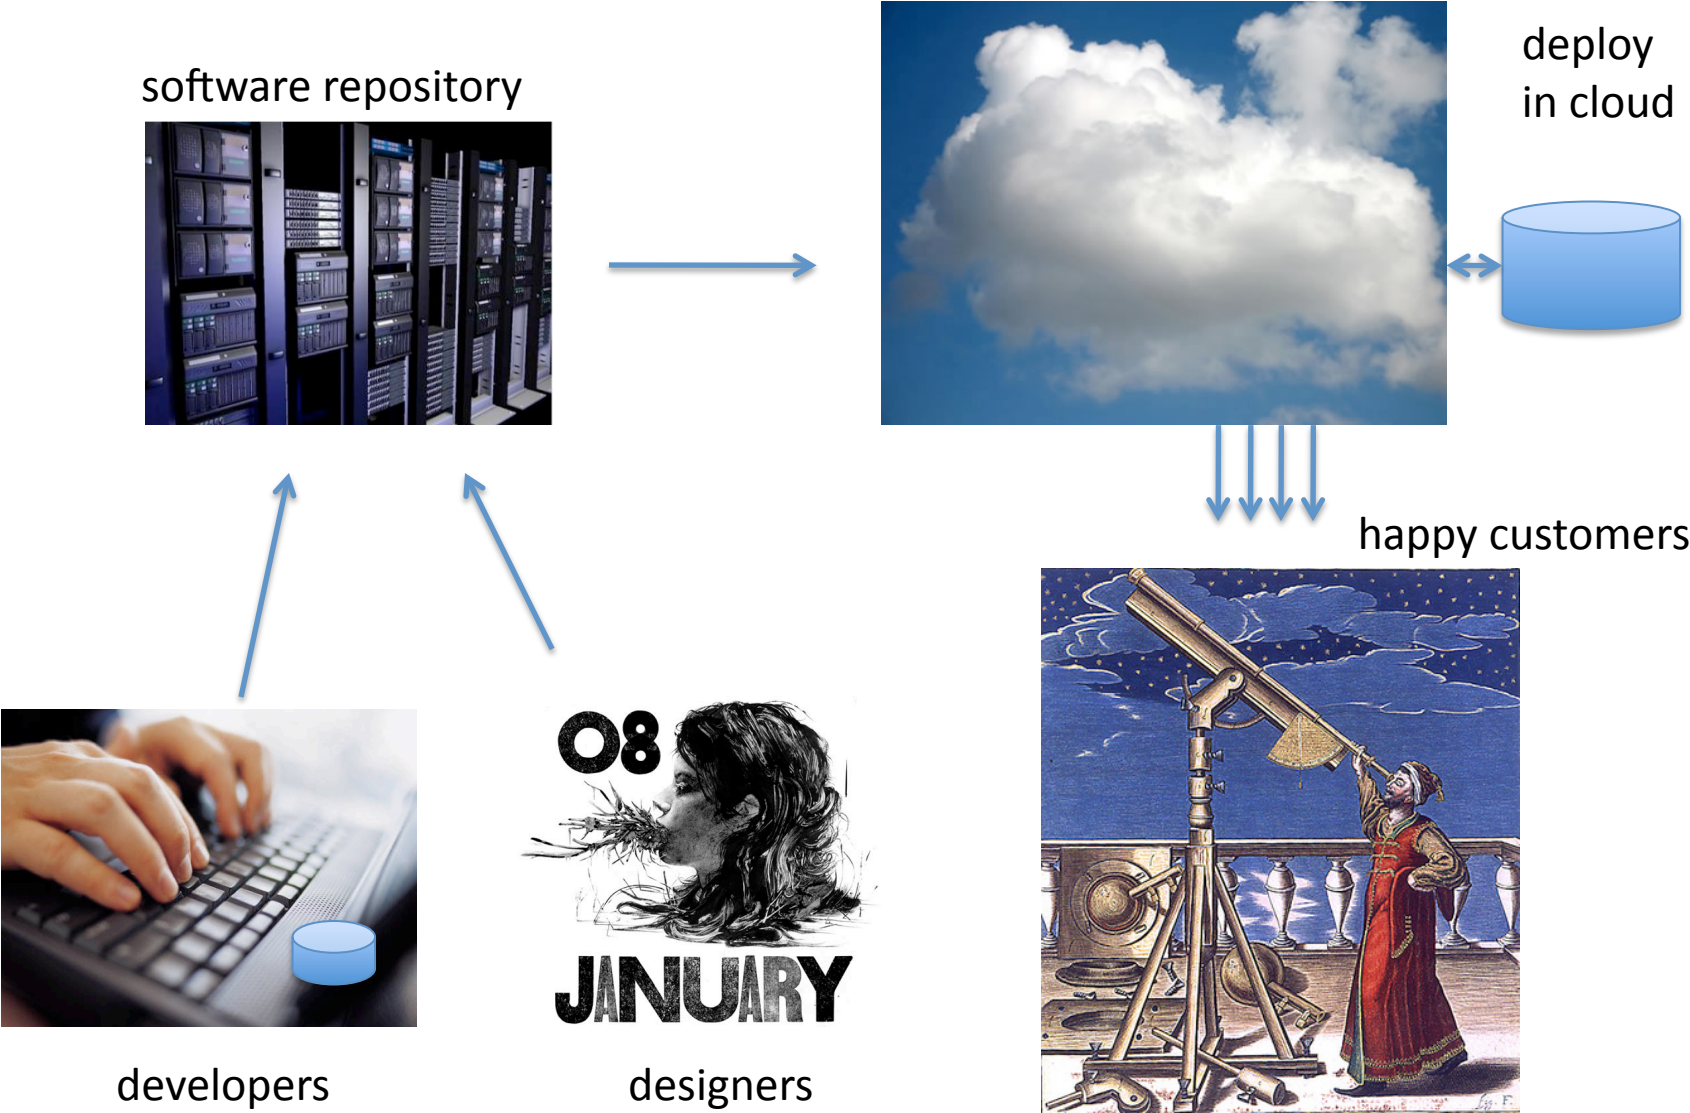 software repository
deploy
in cloud
happy customers
08
JANUARY
developers
designers